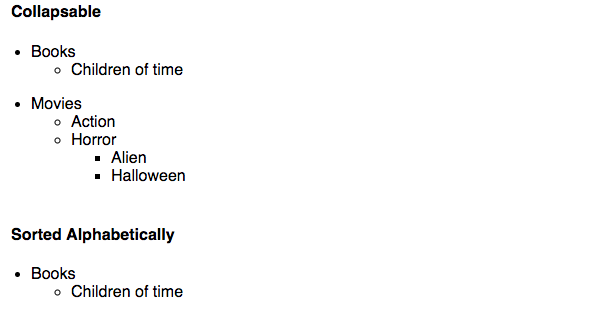 Collapsable
Books
Children of time
Movies
Action
Horror
Alien
Halloween
Sorted Alphabetically
Books
Children of time